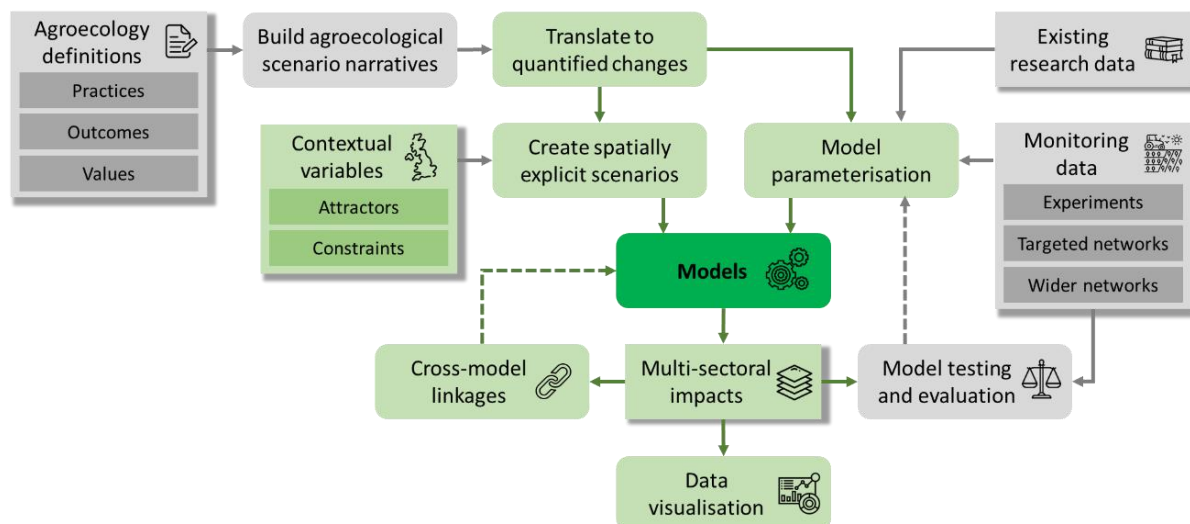 Agroecology
definitions
Practices
Outcomes
Values
Build agroecological
scenario narratives
Translate to
quantified changes
Existing
research data
Contextual
variables
Attractors
Constraints
Create spatially
explicit scenarios
Model
parameterisation
Monitoring
data
Experiments
Targeted networks
Wider networks
Models
Cross-model
linkages
Multi-sectoral
impacts
Model testing
and evaluation
Data
visualisation